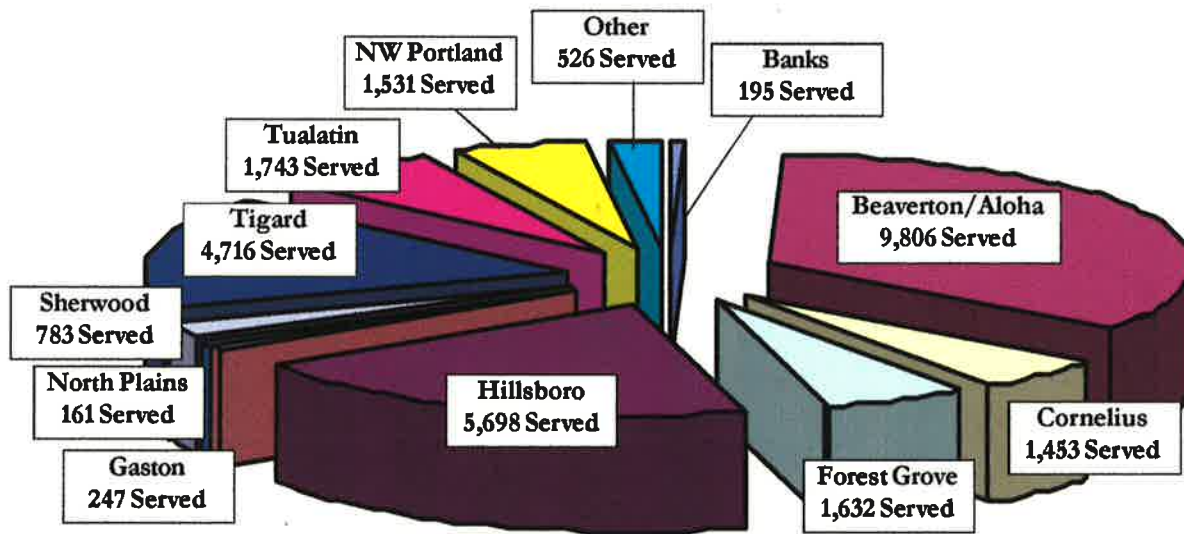 Other
526 Served
NW Portland
1,531 Served
Banks
195 Served
Tualatin
1,743 Served
Beaverton/Aloha
9,806 Served
Tigard
4,716 Served
Sherwood
783 Served
North Plains
161 Served
Hillsboro
5,698 Served
Cornelius
1,453 Served
Gaston
247 Served
Forest Grove
1,632 Served